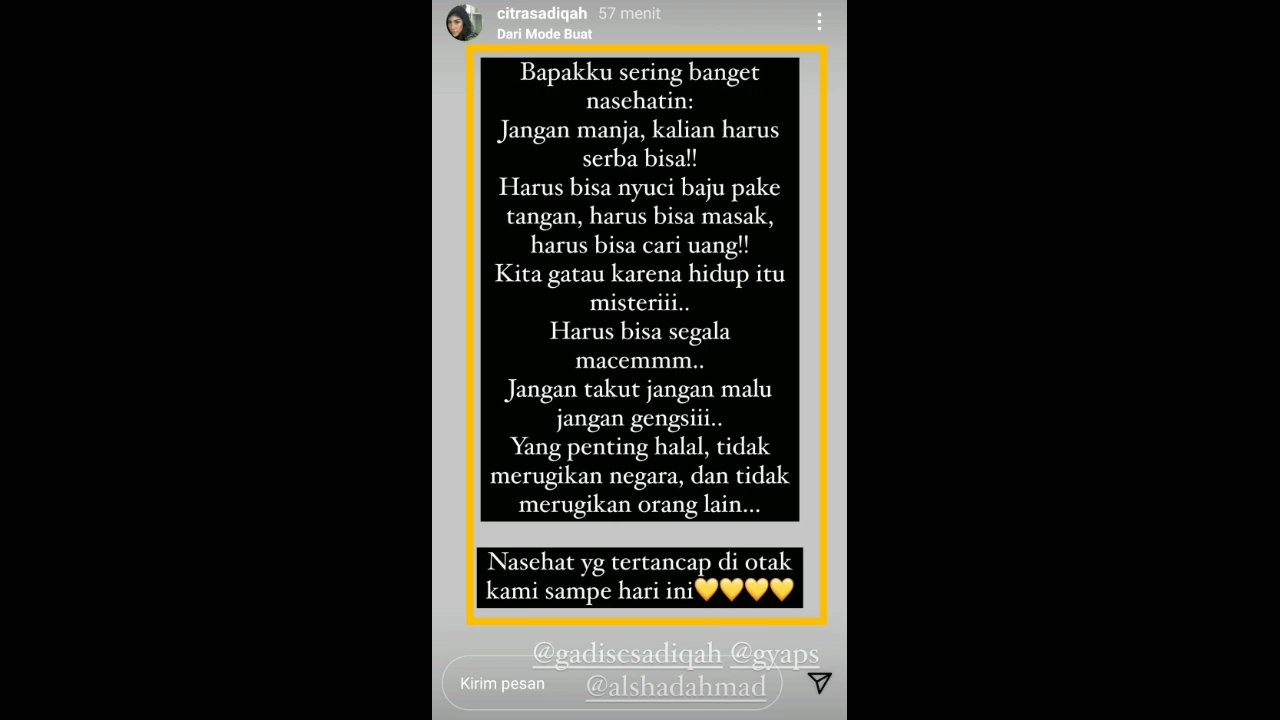 citrasadiqah 57 menit
Dari Mode Buat
Bapakku sering banget
nasehatin:
Jangan manja, kalian harus
serba bisa!!
Harus bisa nyuci baju pake
tangan, harus bisa masak,
harus bisa cari uang!!
Kita gatau karena hidup itu
misteriii..
Harus bisa segala
macemmm..
Jangan takut jangan malu
jangan gengsiii..
Yang penting halal, tidak
merugikan negara, dan tidak
merugikan orang lain...
Nasehat yg tertancap di otak
kami sampe hari ini💛💛💛💛
@gadiscsadiqah @gyaps
@alshadahmad
Kirim pesan